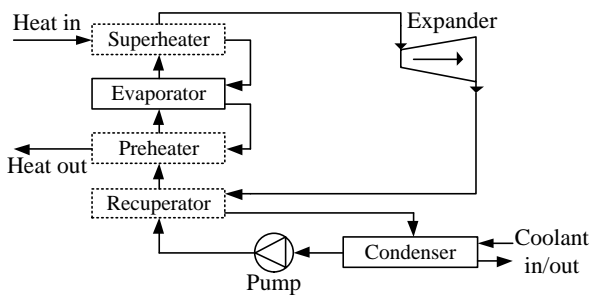 Heat in
Expander
Superheater
Evaporator
Preheater
Heat out
Recuperator
Condenser
Coolant
in/out
Pump